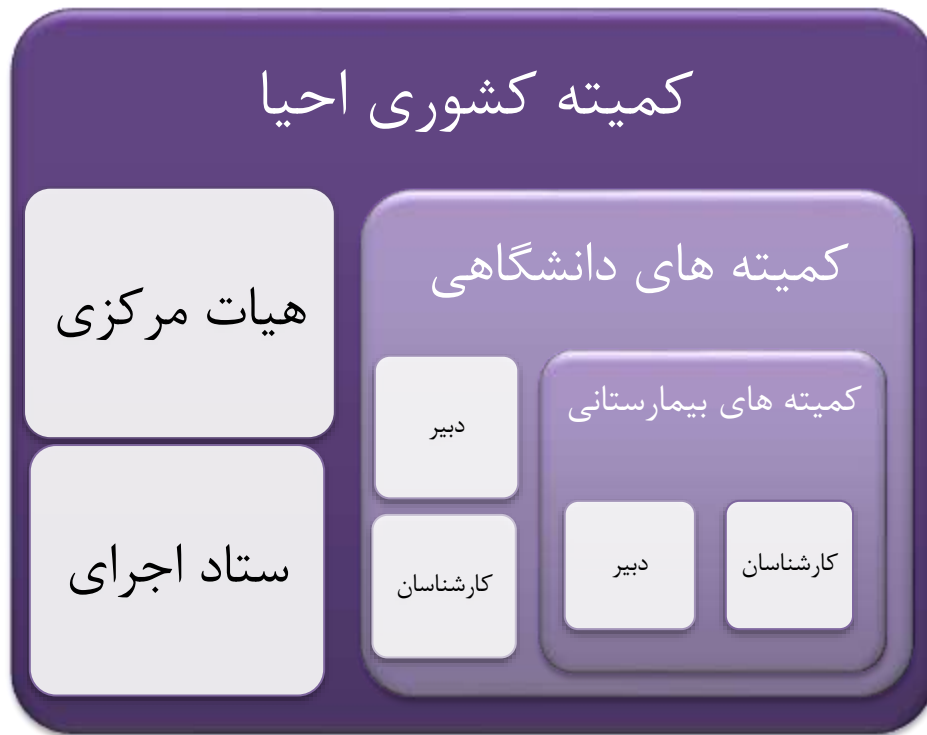 کمیته کشوری احیا
کمیته های دانشگاهی
کمیته های بیمارستانی
کارشناسان
دبیر
دبیر
کارشناسان
هیات مرکزی
ستاد اجرای